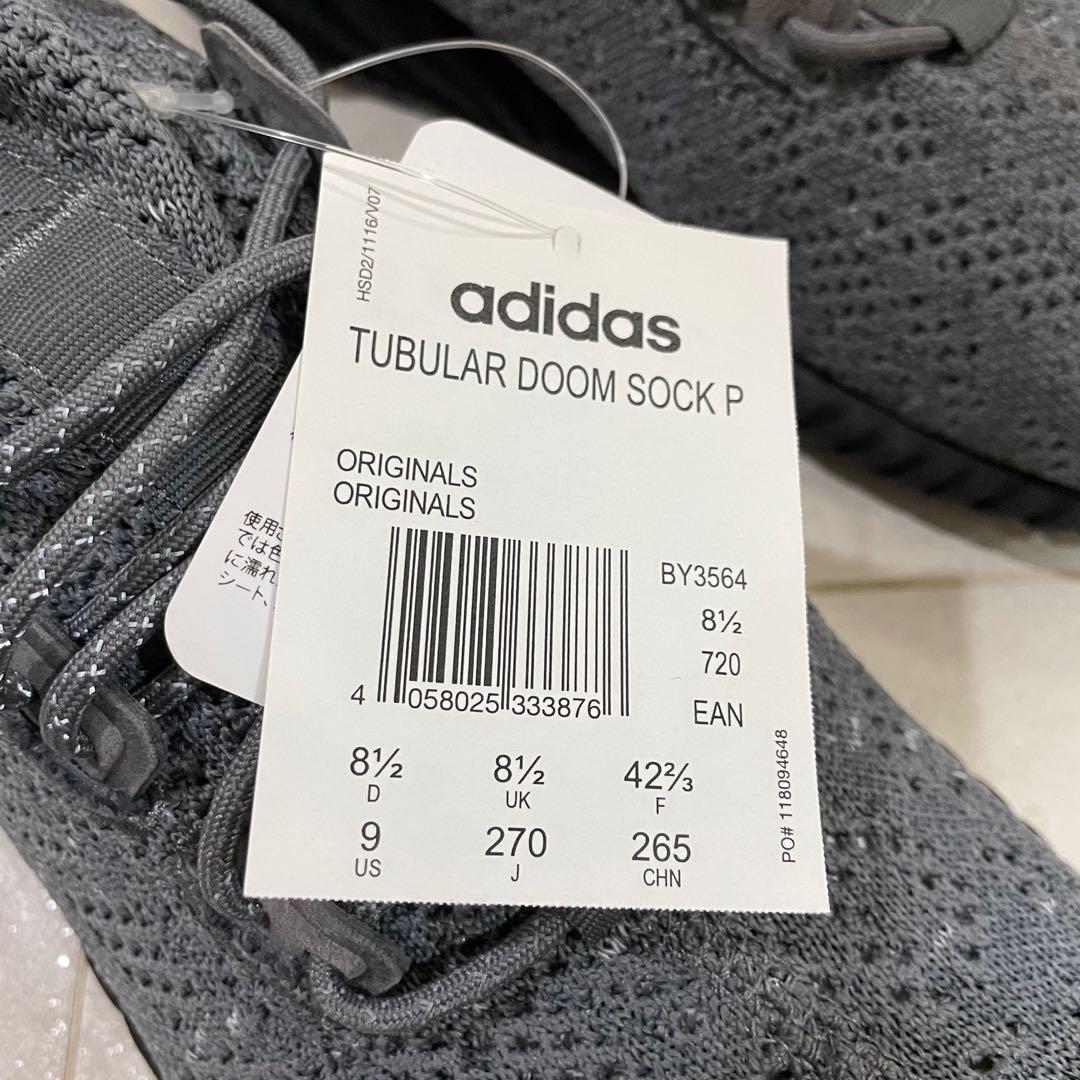 HSD2/1116/V07
adidas
TUBULAR DOOM SOCK P
ORIGINALS
ORIGINALS
BY3564
8½
720
EAN
4 058025 333876
8½ 8½ 42⅔
D UK F
9 270 265
US J CHN
PO# 118094648
使用
では色
に濡れ
シート、